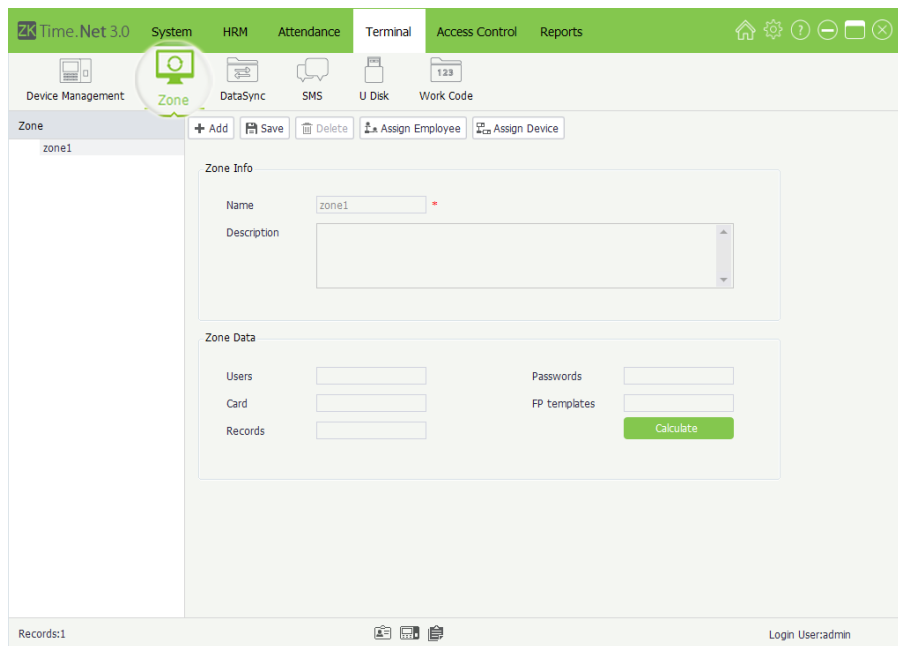 ZK Time.Net 3.0 System HRM Attendance Terminal Access Control Reports
Device Management Zone DataSync SMS U Disk 123 Work Code
Zone
zone1
Add Save Delete Assign Employee Assign Device
Zone Info
Name zone1 *
Description
Zone Data
Users Passwords
Card FP templates
Records Calculate
Records:1 Login User:admin